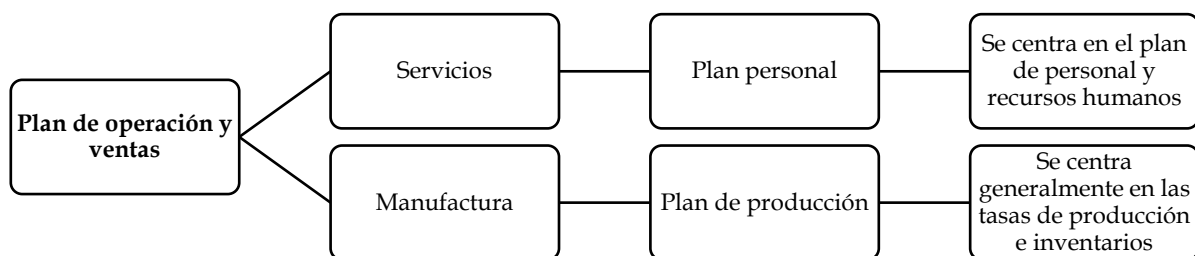 Plan de operación y
ventas
Servicios
Plan personal
Se centra en el plan
de personal y
recursos humanos
Manufactura
Plan de producción
Se centra
generalmente en las
tasas de producción
e inventarios